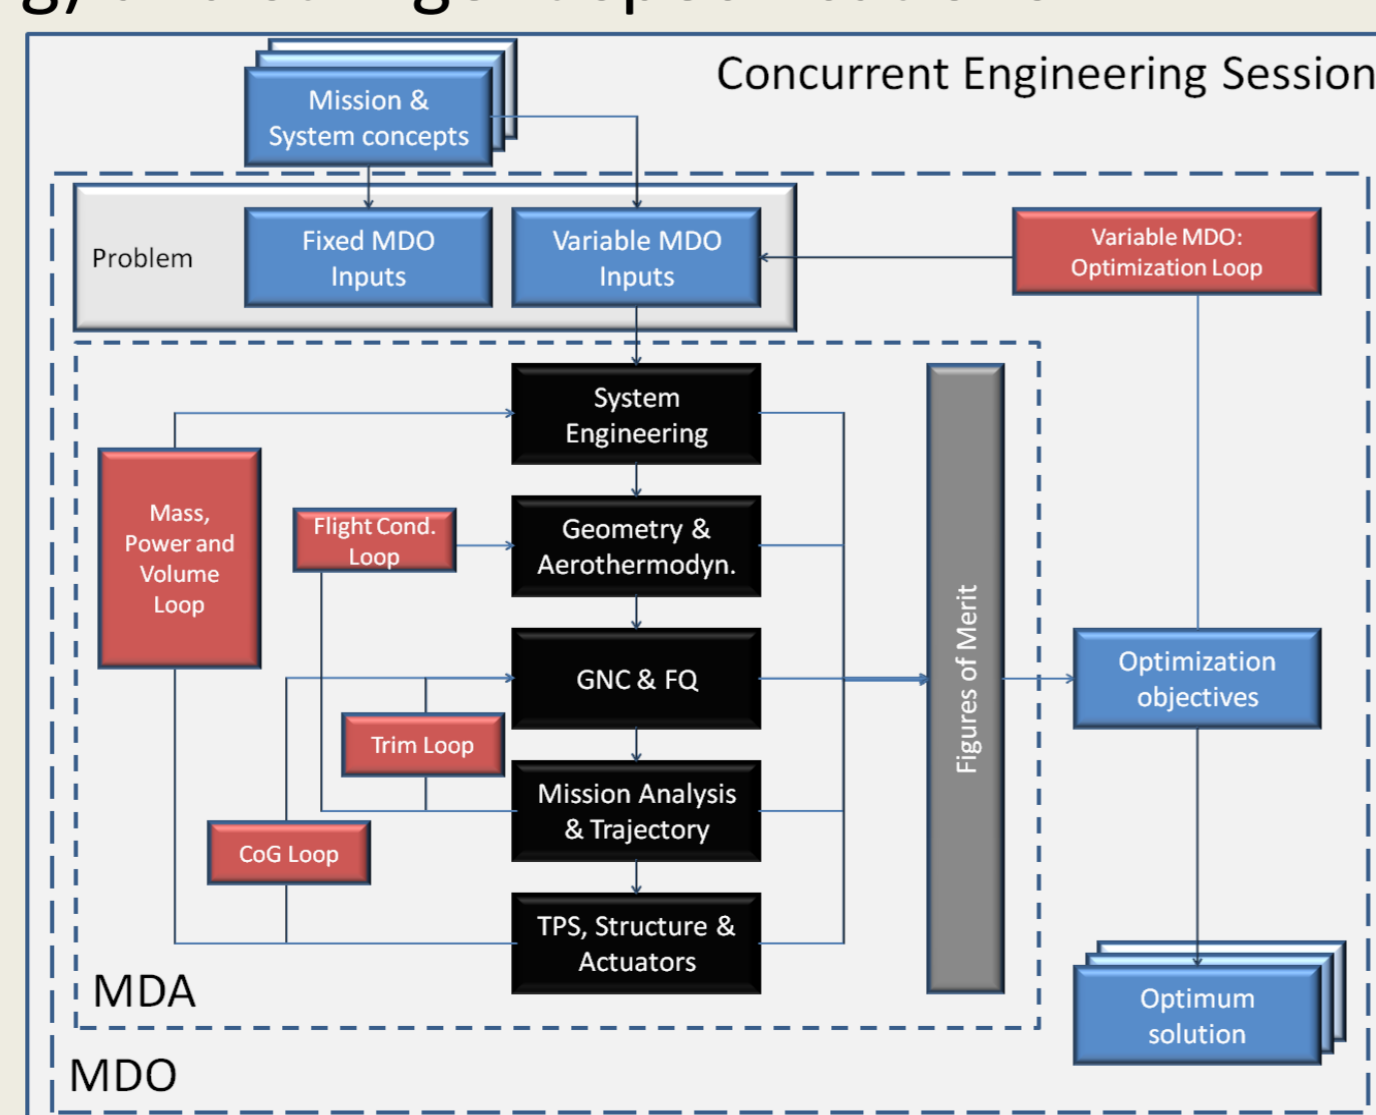 Concurrent Engineering Session
Mission &
System concepts
Problem
Fixed MDO
Inputs
Variable MDO
Inputs
Variable MDO:
Optimization Loop
System
Engineering
Mass,
Power and
Volume
Loop
Flight Cond.
Loop
Geometry &
Aerothermodyn.
GNC & FQ
Trim Loop
Mission Analysis
& Trajectory
CoG Loop
TPS, Structure &
Actuators
Figures of Merit
Optimization
objectives
Optimum
solution
MDA
MDO